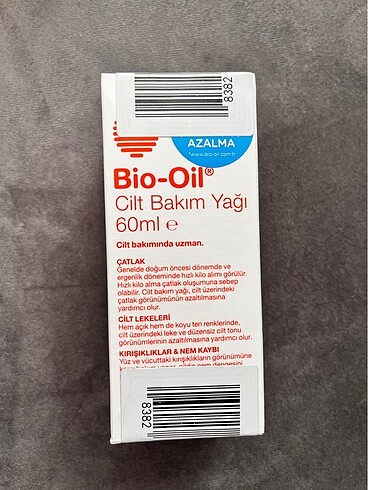 8382
AZALMA
*www.bio-oil.com.tr
Bio-Oil®
Cilt Bakım Yağı
60ml ℮
Cilt bakımında uzman.
ÇATLAK
Genelde doğum öncesi dönemde ve
ergenlik döneminde hızlı kilo alımı görülür.
Hızlı kilo alma çatlak oluşumuna sebep
olabilir. Cilt bakım yağı, cilt üzerindeki
çatlak görünümünün azaltılmasına
yardımcı olur.
CİLT LEKELERİ
Hem açık hem de koyu ten renklerinde,
cilt üzerindeki leke ve düzensiz cilt tonu
görünümlerinin azaltılmasına yardımcı olur.
KIRIŞIKLIKLAR & NEM KAYBI
Yüz ve vücuttaki kırışıklıkların görünümüne
8382